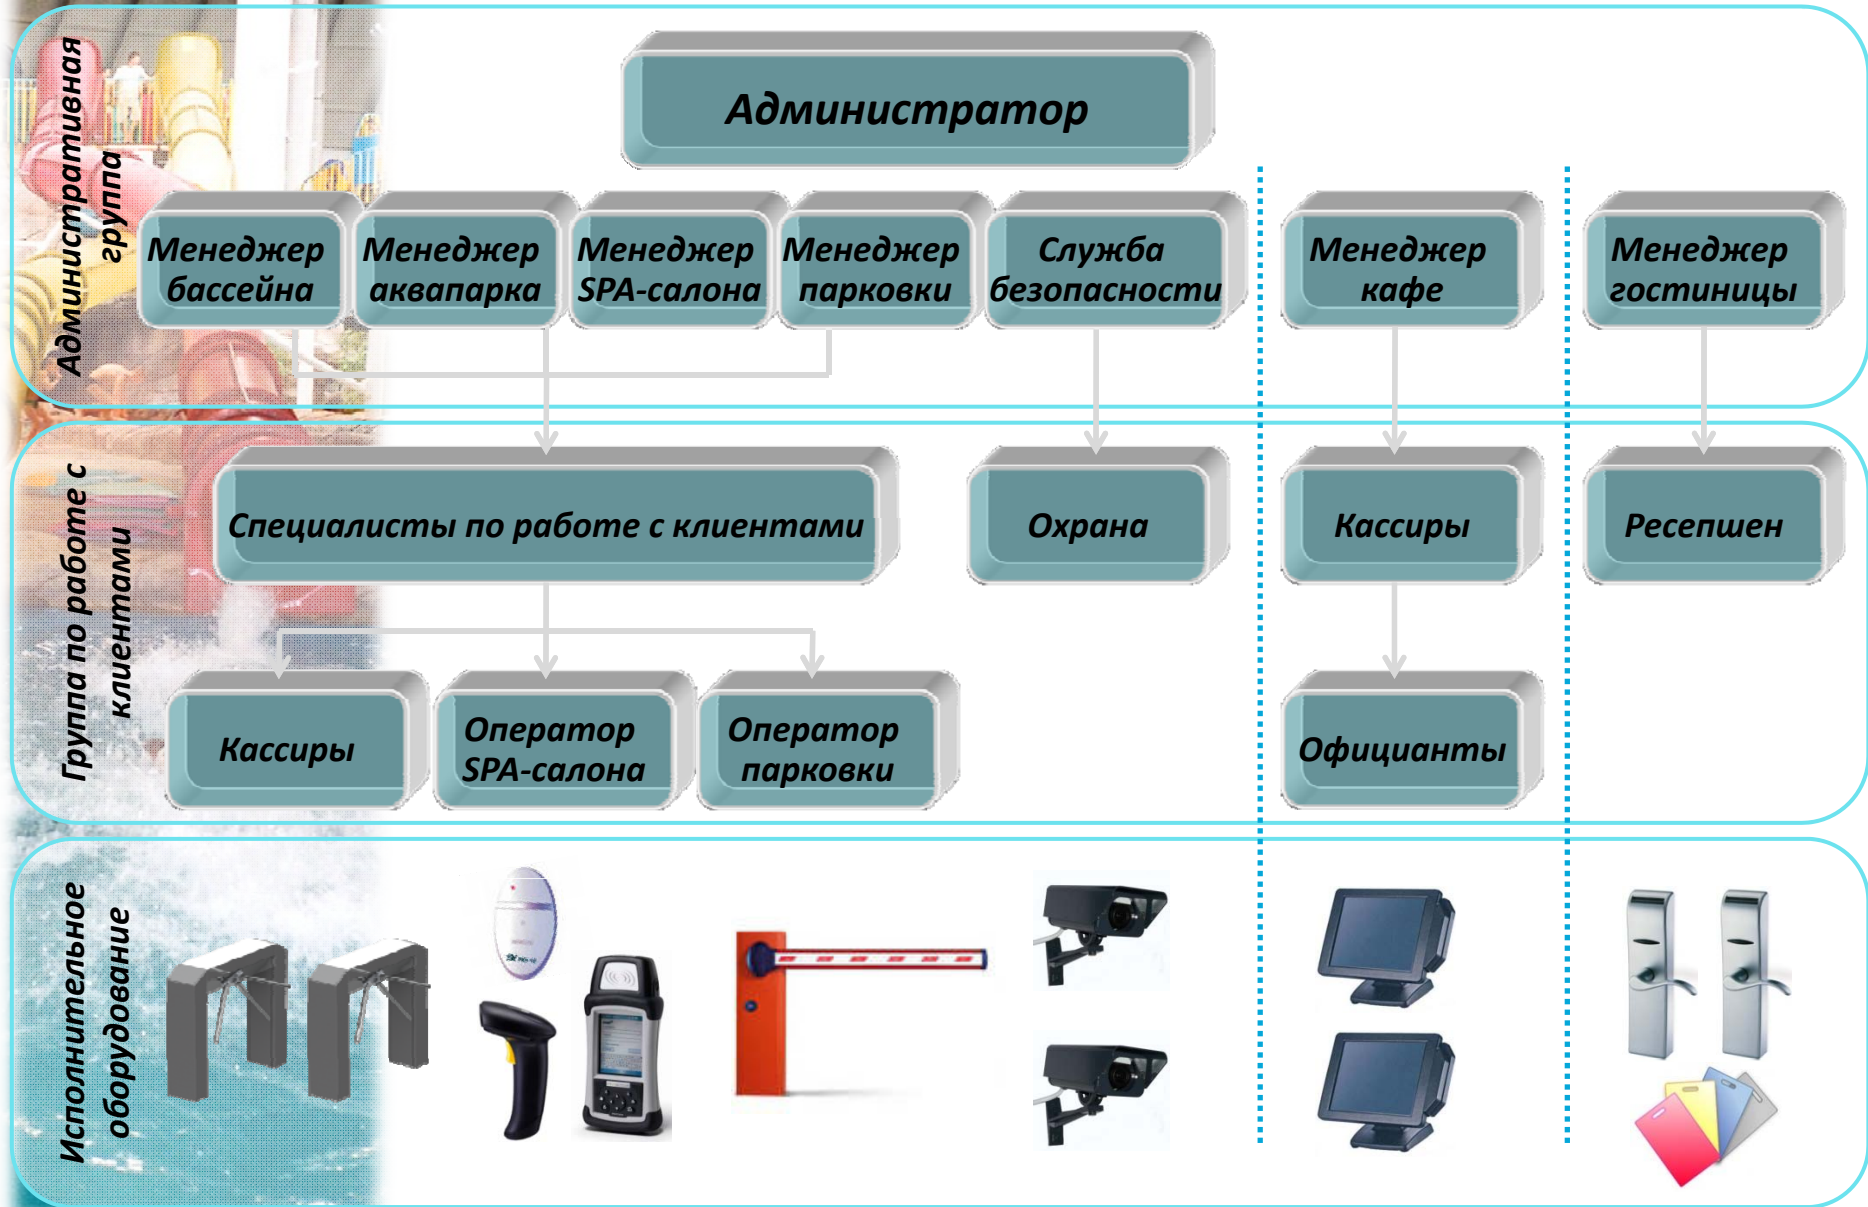 Административная
группа
Администратор
Менеджер
бассейна
Менеджер
аквапарка
Менеджер
SPA-салона
Менеджер
парковки
Служба
безопасности
Менеджер
кафе
Менеджер
гостиницы
Группа по работе с
клиентами
Специалисты по работе с клиентами
Охрана
Кассиры
Ресепшен
Кассиры
Оператор
SPA-салона
Оператор
парковки
Официанты
Исполнительное
оборудование